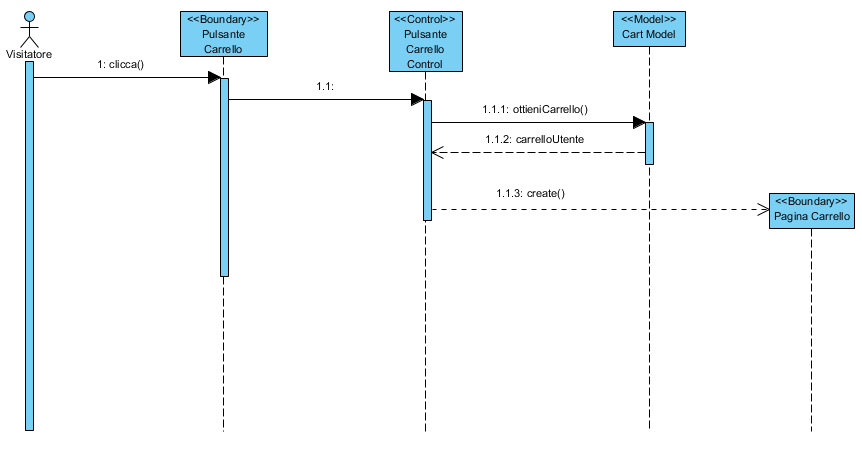 Visitatore
<<Boundary>>
Pulsante
Carrello
<<Control>>
Pulsante
Carrello
Control
<<Model>>
Cart Model
1: clicca()
1.1:
1.1.1: ottieniCarrello()
1.1.2: carrelloUtente
1.1.3: create()
<<Boundary>>
Pagina Carrello